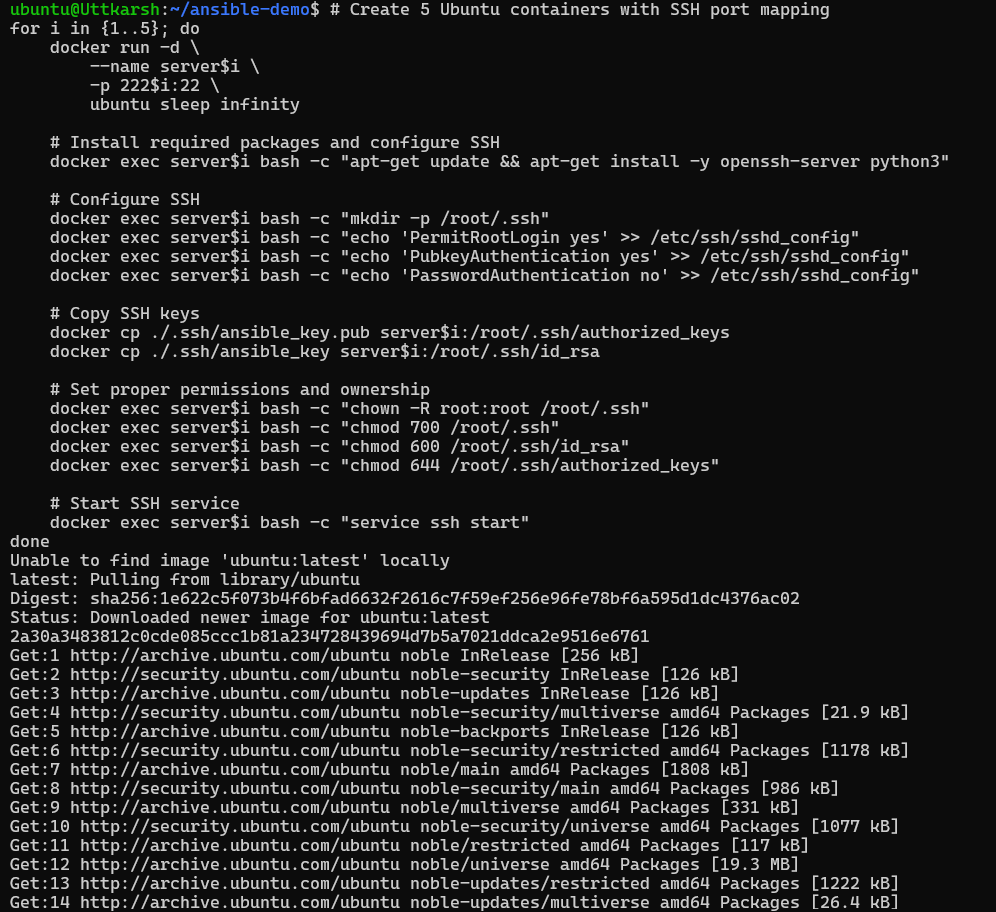 ubuntu@Uttkarsh:~/ansible-demo$ # Create 5 Ubuntu containers with SSH port mapping
for i in {1..5}; do
    docker run -d \
        --name server$i \
        -p 222$i:22 \
        ubuntu sleep infinity

    # Install required packages and configure SSH
    docker exec server$i bash -c "apt-get update && apt-get install -y openssh-server python3"

    # Configure SSH
    docker exec server$i bash -c "mkdir -p /root/.ssh"
    docker exec server$i bash -c "echo 'PermitRootLogin yes' >> /etc/ssh/sshd_config"
    docker exec server$i bash -c "echo 'PubkeyAuthentication yes' >> /etc/ssh/sshd_config"
    docker exec server$i bash -c "echo 'PasswordAuthentication no' >> /etc/ssh/sshd_config"

    # Copy SSH keys
    docker cp ./.ssh/ansible_key.pub server$i:/root/.ssh/authorized_keys
    docker cp ./.ssh/ansible_key server$i:/root/.ssh/id_rsa

    # Set proper permissions and ownership
    docker exec server$i bash -c "chown -R root:root /root/.ssh"
    docker exec server$i bash -c "chmod 700 /root/.ssh"
    docker exec server$i bash -c "chmod 600 /root/.ssh/id_rsa"
    docker exec server$i bash -c "chmod 644 /root/.ssh/authorized_keys"

    # Start SSH service
    docker exec server$i bash -c "service ssh start"
done
Unable to find image 'ubuntu:latest' locally
latest: Pulling from library/ubuntu
Digest: sha256:1e622c5f073b4f6bfad6632f2616c7f59ef256e96fe78bf6a595d1dc4376ac02
Status: Downloaded newer image for ubuntu:latest
2a30a3483812c0cde085ccc1b81a234728439694d7b5a7021ddca2e9516e6761
Get:1 http://archive.ubuntu.com/ubuntu noble InRelease [256 kB]
Get:2 http://security.ubuntu.com/ubuntu noble-security InRelease [126 kB]
Get:3 http://archive.ubuntu.com/ubuntu noble-updates InRelease [126 kB]
Get:4 http://security.ubuntu.com/ubuntu noble-security/multiverse amd64 Packages [21.9 kB]
Get:5 http://archive.ubuntu.com/ubuntu noble-backports InRelease [126 kB]
Get:6 http://security.ubuntu.com/ubuntu noble-security/restricted amd64 Packages [1178 kB]
Get:7 http://archive.ubuntu.com/ubuntu noble/main amd64 Packages [1808 kB]
Get:8 http://security.ubuntu.com/ubuntu noble-security/main amd64 Packages [986 kB]
Get:9 http://archive.ubuntu.com/ubuntu noble/multiverse amd64 Packages [331 kB]
Get:10 http://security.ubuntu.com/ubuntu noble-security/universe amd64 Packages [1077 kB]
Get:11 http://archive.ubuntu.com/ubuntu noble/restricted amd64 Packages [117 kB]
Get:12 http://archive.ubuntu.com/ubuntu noble/universe amd64 Packages [19.3 MB]
Get:13 http://archive.ubuntu.com/ubuntu noble-updates/restricted amd64 Packages [1222 kB]
Get:14 http://archive.ubuntu.com/ubuntu noble-updates/multiverse amd64 Packages [26.4 kB]